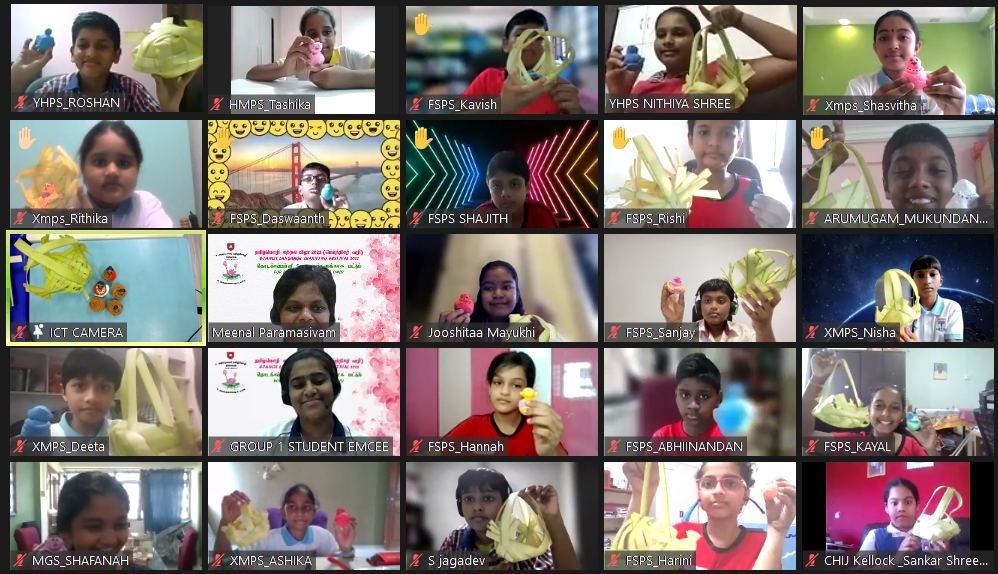 YHPS_ROSHAN
HMPS_Tashika
FSPS_Kavish
YHPS NITHIYA SHREE
Xmps_Shasvitha
Xmps_Rithika
FSPS_Daswaanth
FSPS SHAJITH
FSPS_Rishi
ARUMUGAM_MUKUNDAN...
ICT CAMERA
Meenal Paramasivam
Jooshitaa Mayukhi
FSPS_Sanjay
XMPS_Nisha
XMPS_Deeta
GROUP 1 STUDENT EMCEE
FSPS_Hannah
FSPS_ABHIINANDAN
FSPS_KAYAL
MGS_SHAFANAH
XMPS_ASHIKA
S jagadev
FSPS_Harini
CHIJ Kellock _Sankar Shree...